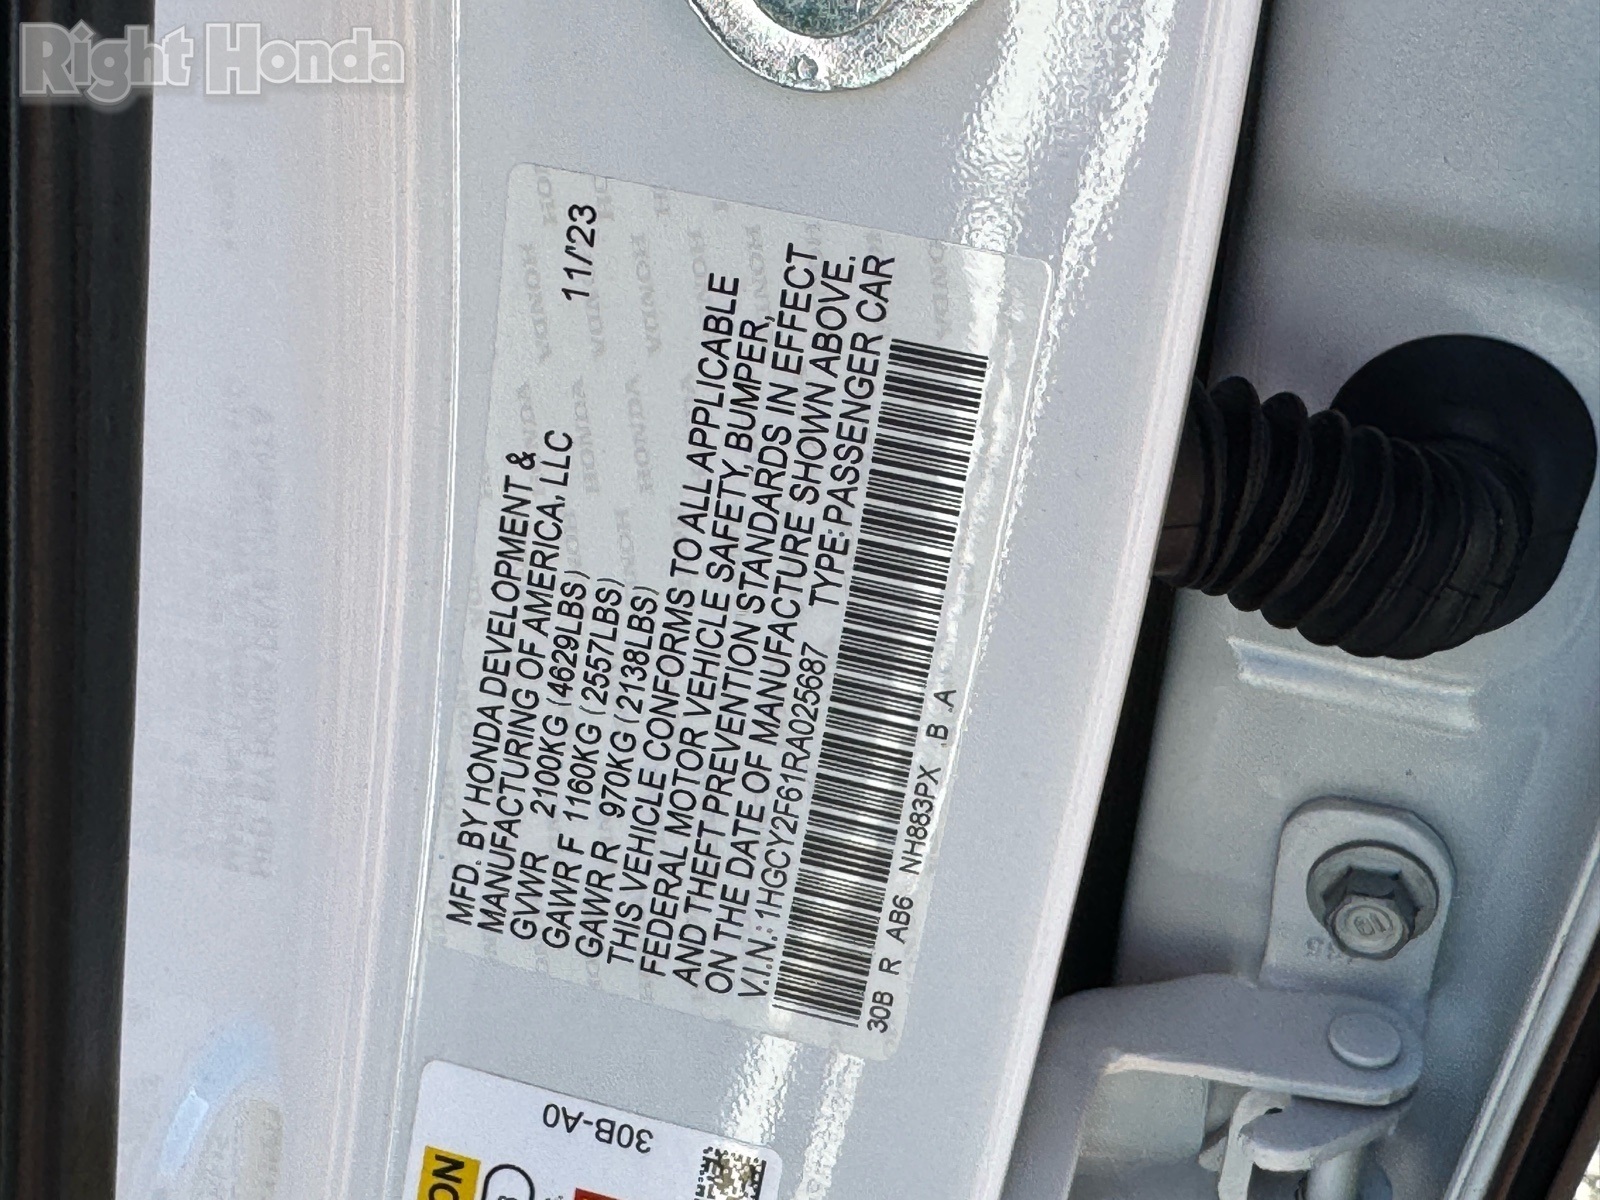 Right Honda
MFD. BY HONDA DEVELOPMENT &
MANUFACTURING OF AMERICA, LLC 11/'23
GVWR 2100KG (4629LBS)
GAWR F 1160KG (2557LBS)
GAWR R 970KG (2138LBS)
THIS VEHICLE CONFORMS TO ALL APPLICABLE
FEDERAL MOTOR VEHICLE SAFETY, BUMPER,
AND THEFT PREVENTION STANDARDS IN EFFECT
ON THE DATE OF MANUFACTURE SHOWN ABOVE.
V.I.N.: 1HGCY2F61RA025687 TYPE: PASSENGER CAR
30B R AB6 NH883PX B A
30B-A0